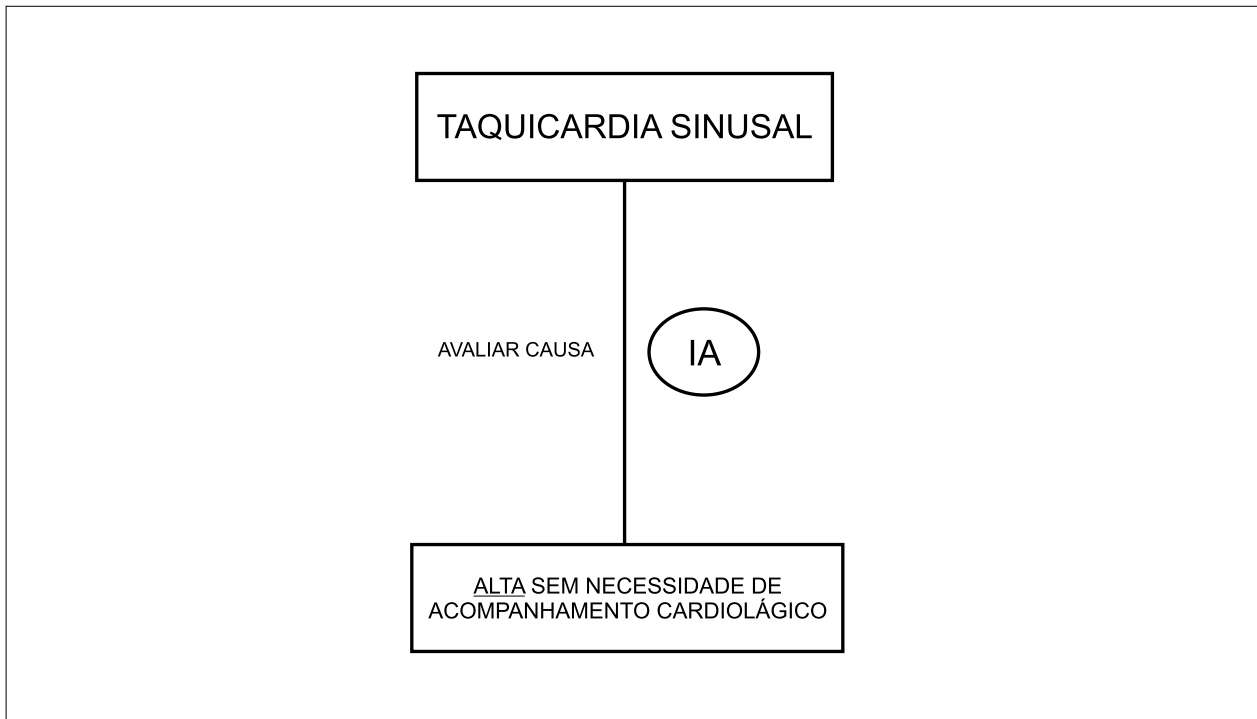 TAQUICARDIA SINUSAL
AVALIAR CAUSA
IA
ALTA SEM NECESSIDADE DE
ACOMPANHAMENTO CARDIOLÁGICO